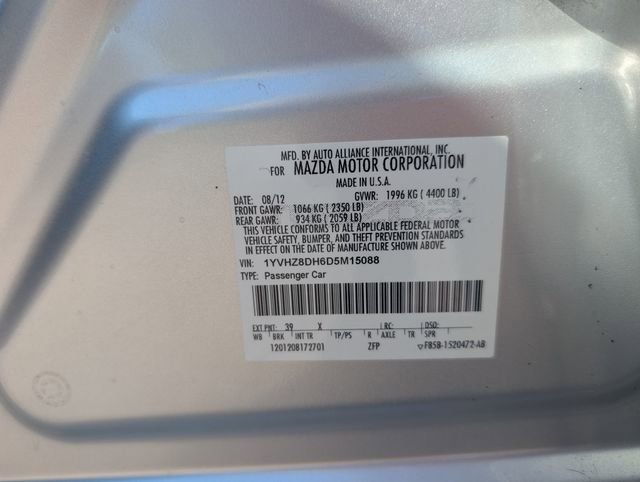 MFD. BY AUTO ALLIANCE INTERNATIONAL, INC.
FOR MAZDA MOTOR CORPORATION
MADE IN U.S.A.
DATE: 08/12 GVWR: 1996 KG ( 4400 LB)
FRONT GAWR: 1066 KG ( 2350 LB)
REAR GAWR: 934 KG ( 2059 LB)
THIS VEHICLE CONFORMS TO ALL APPLICABLE FEDERAL MOTOR
VEHICLE SAFETY, BUMPER, AND THEFT PREVENTION STANDARDS
IN EFFECT ON THE DATE OF MANUFACTURE SHOWN ABOVE.
VIN: 1YVHZ8DH6D5M15088
TYPE: Passenger Car
EXT PNT: 39 X RC: DSO:
WB BRK INT TR TP/PS R AXLE TR SPR
1201208172701 ZFP F85B-1520472-AB